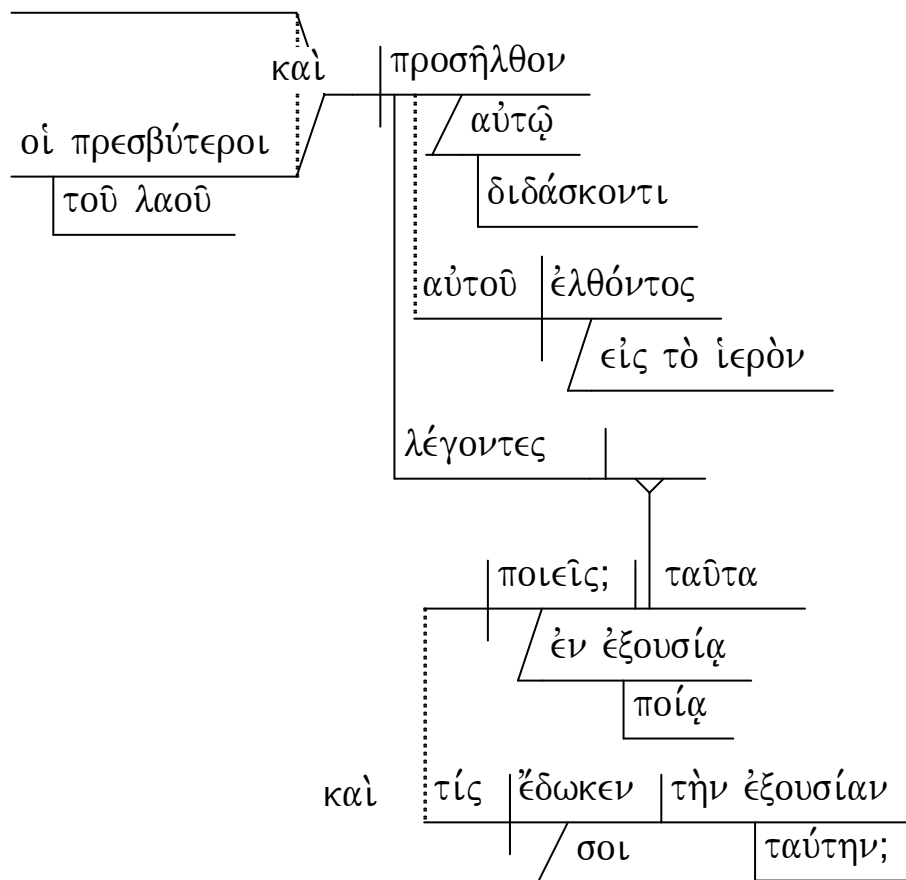 καὶ
προσῆλθον
αὐτῷ
οἱ πρεσβύτεροι
διδάσκοντι
τοῦ λαοῦ
αὐτοῦ ἐλθόντος
εἰς τὸ ἱερὸν
λέγοντες
ποιεῖς; ταῦτα
ἐν ἐξουσίᾳ
ποίᾳ
καὶ τίς ἔδωκεν τὴν ἐξουσίαν
σοι ταύτην;